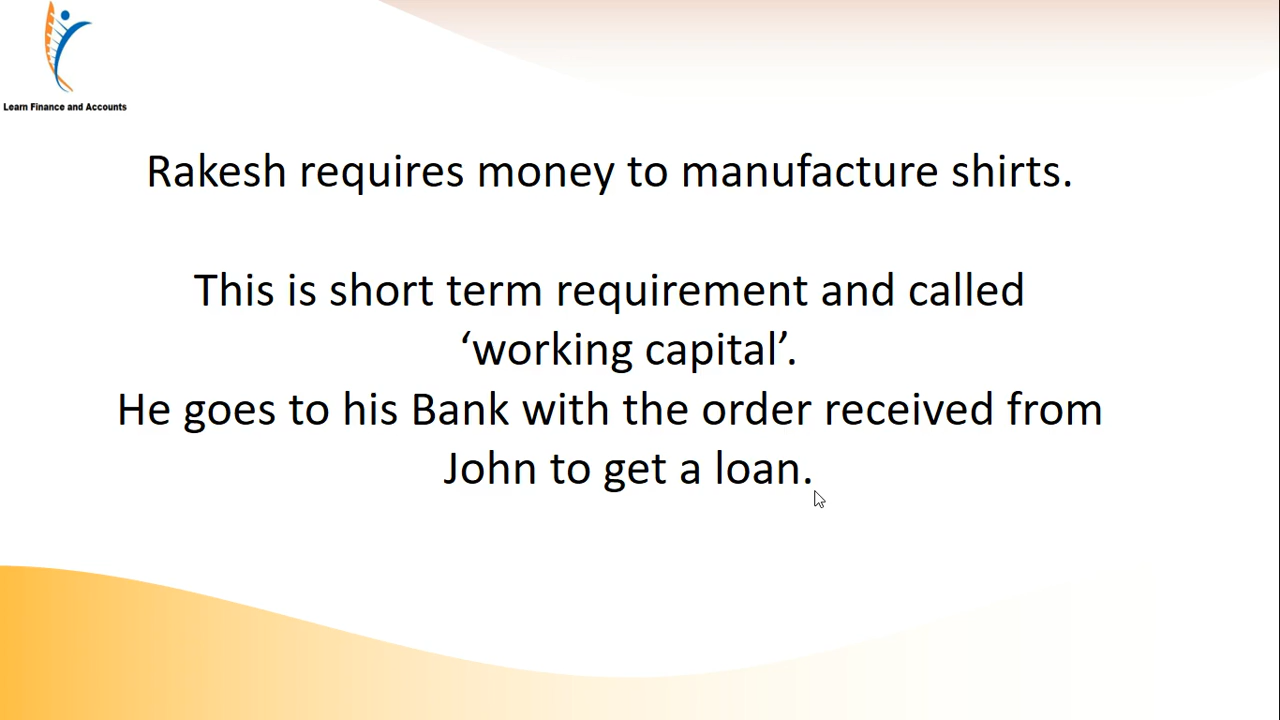 Learn Finance and Accounts
Rakesh requires money to manufacture shirts.
This is short term requirement and called
‘working capital’.
He goes to his Bank with the order received from
John to get a loan.